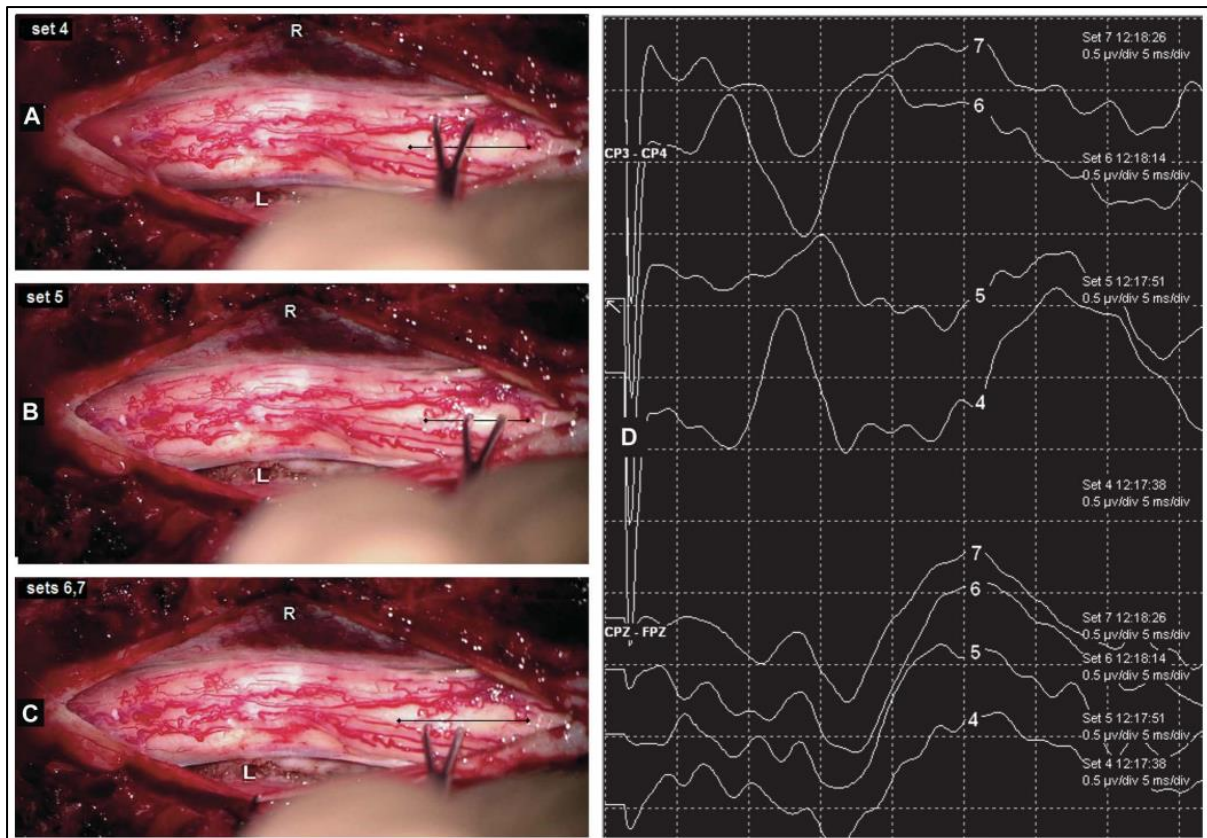 set 4
R
A
L
set 5
R
B
L
sets 6,7
R
C
L
7
Set 7 12:18:26
0.5 µv/div 5 ms/div
6
CP3 - CP4
Set 6 12:18:14
0.5 µv/div 5 ms/div
5
Set 5 12:17:51
0.5 µv/div 5 ms/div
4
D
Set 4 12:17:38
0.5 µv/div 5 ms/div
7
6
Set 7 12:18:26
0.5 µv/div 5 ms/div
CPZ - FPZ
5
Set 6 12:18:14
0.5 µv/div 5 ms/div
4
Set 5 12:17:51
0.5 µv/div 5 ms/div
Set 4 12:17:38
0.5 µv/div 5 ms/div